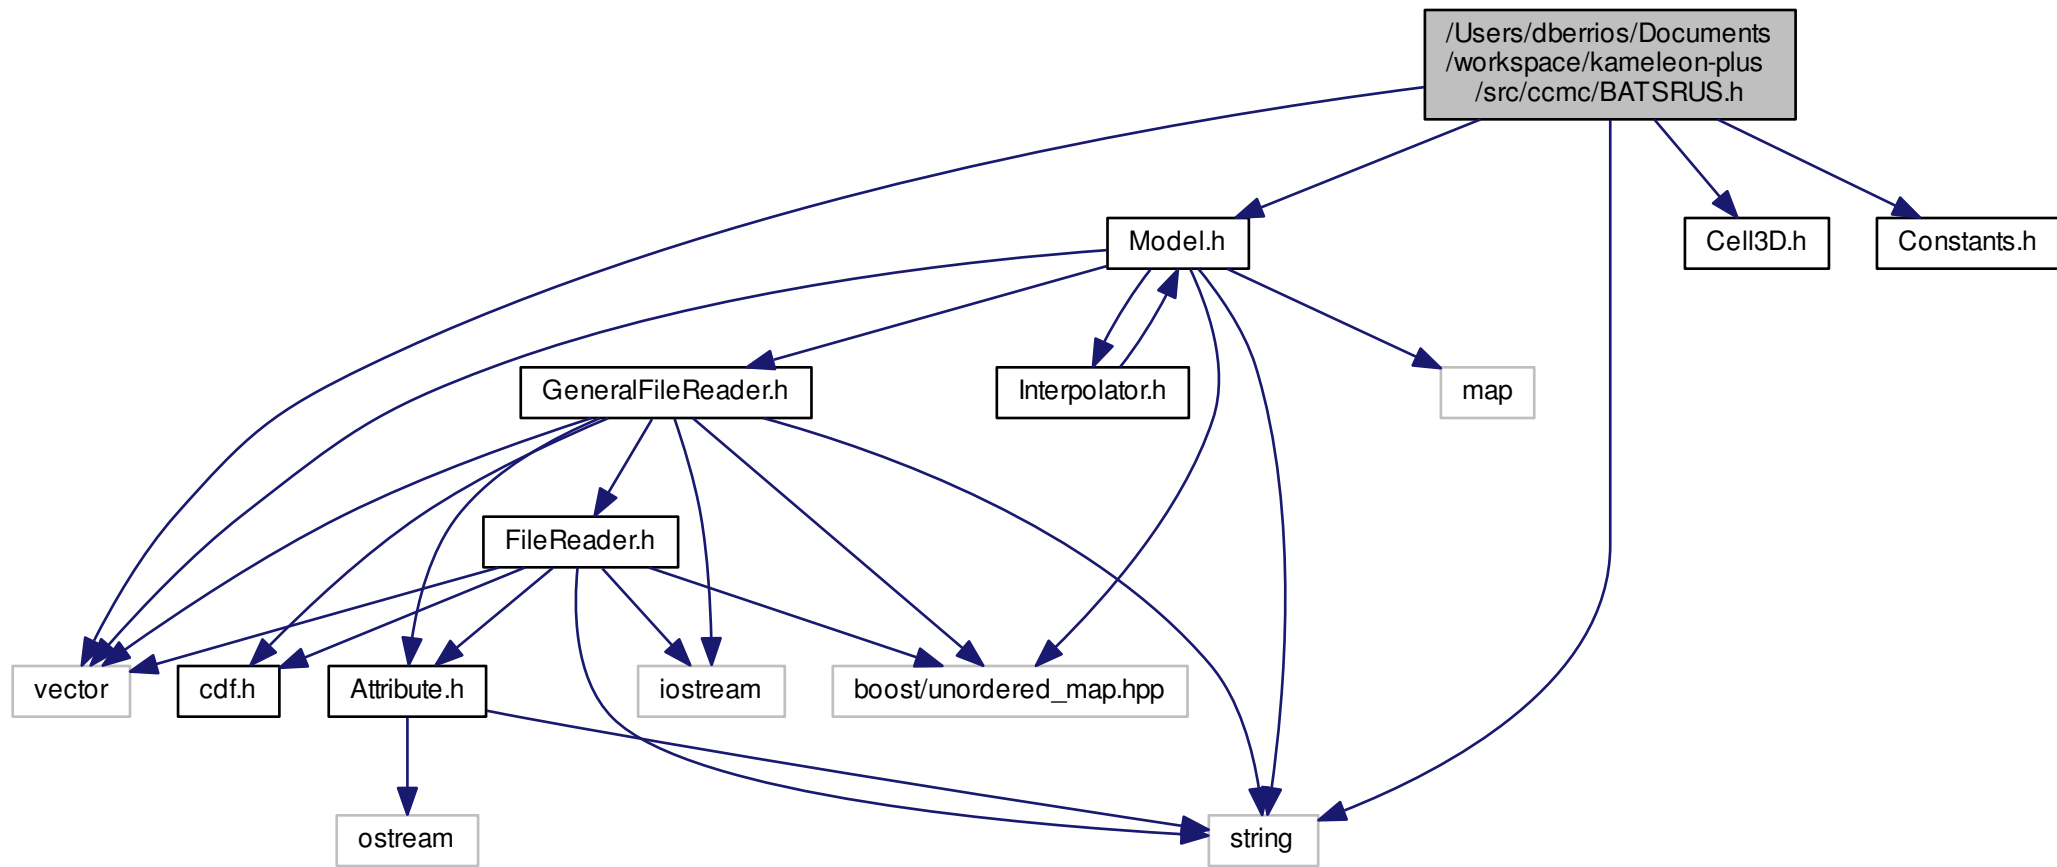 /Users/dberrios/Documents
/workspace/kameleon-plus
/src/ccmc/BATSRUS.h
Model.h
Cell3D.h
Constants.h
GeneralFileReader.h
Interpolator.h
map
FileReader.h
vector
cdf.h
Attribute.h
iostream
boost/unordered_map.hpp
ostream
string